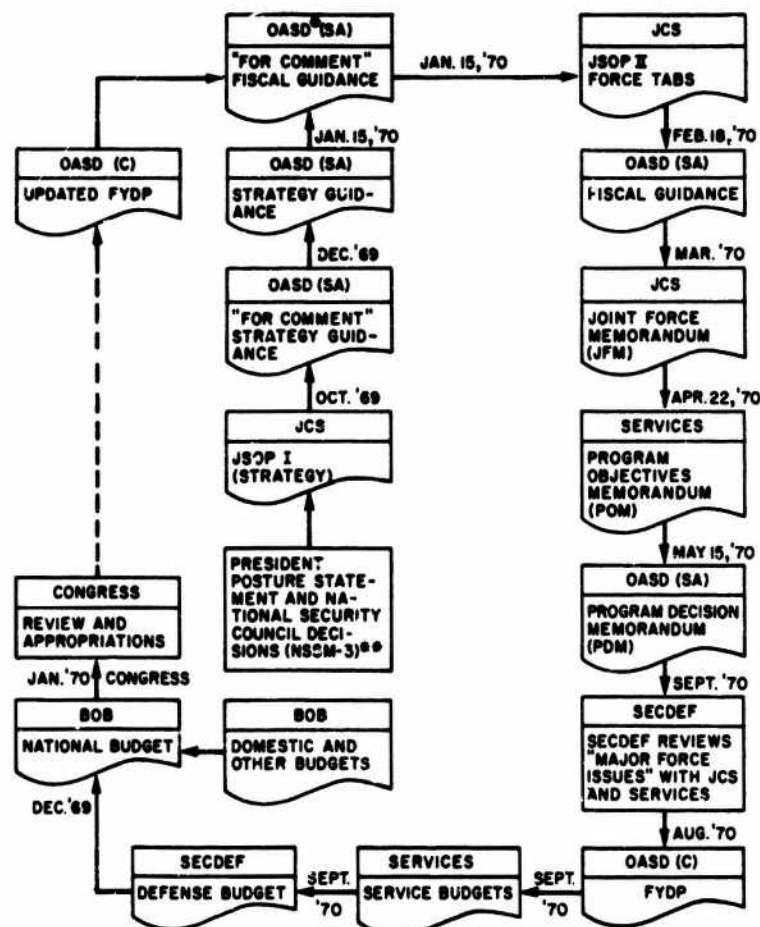 OASD*(SA)
"FOR COMMENT"
FISCAL GUIDANCE
JAN. 15, '70
JCS
JSOP II
FORCE TABS
JAN. 15, '70
FEB. 18, '70
OASD (C)
UPDATED FYDP
OASD (SA)
STRATEGY GUID-
ANCE
OASD (SA)
FISCAL GUIDANCE
DEC. '69
MAR. '70
OASD (SA)
"FOR COMMENT"
STRATEGY GUID-
ANCE
JCS
JOINT FORCE
MEMORANDUM
(JFM)
OCT. '69
APR. 22, '70
JCS
JSOP I
(STRATEGY)
SERVICES
PROGRAM
OBJECTIVES
MEMORANDUM
(POM)
MAY 15, '70
PRESIDENT
POSTURE STATE-
MENT AND NA-
TIONAL SECURITY
COUNCIL DECI-
SIONS (NSSM-3)**
OASD (SA)
PROGRAM DECISION
MEMORANDUM
(PDM)
CONGRESS
REVIEW AND
APPROPRIATIONS
JAN. '70 CONGRESS
SEPT. '70
BOB
NATIONAL BUDGET
BOB
DOMESTIC AND
OTHER BUDGETS
SECDEF
SECDEF REVIEWS
"MAJOR FORCE
ISSUES" WITH JCS
AND SERVICES
DEC. '69
AUG. '70
SECDEF
DEFENSE BUDGET
SEPT.
'70
SERVICES
SERVICE BUDGETS
SEPT.
'70
OASD (C)
FYDP